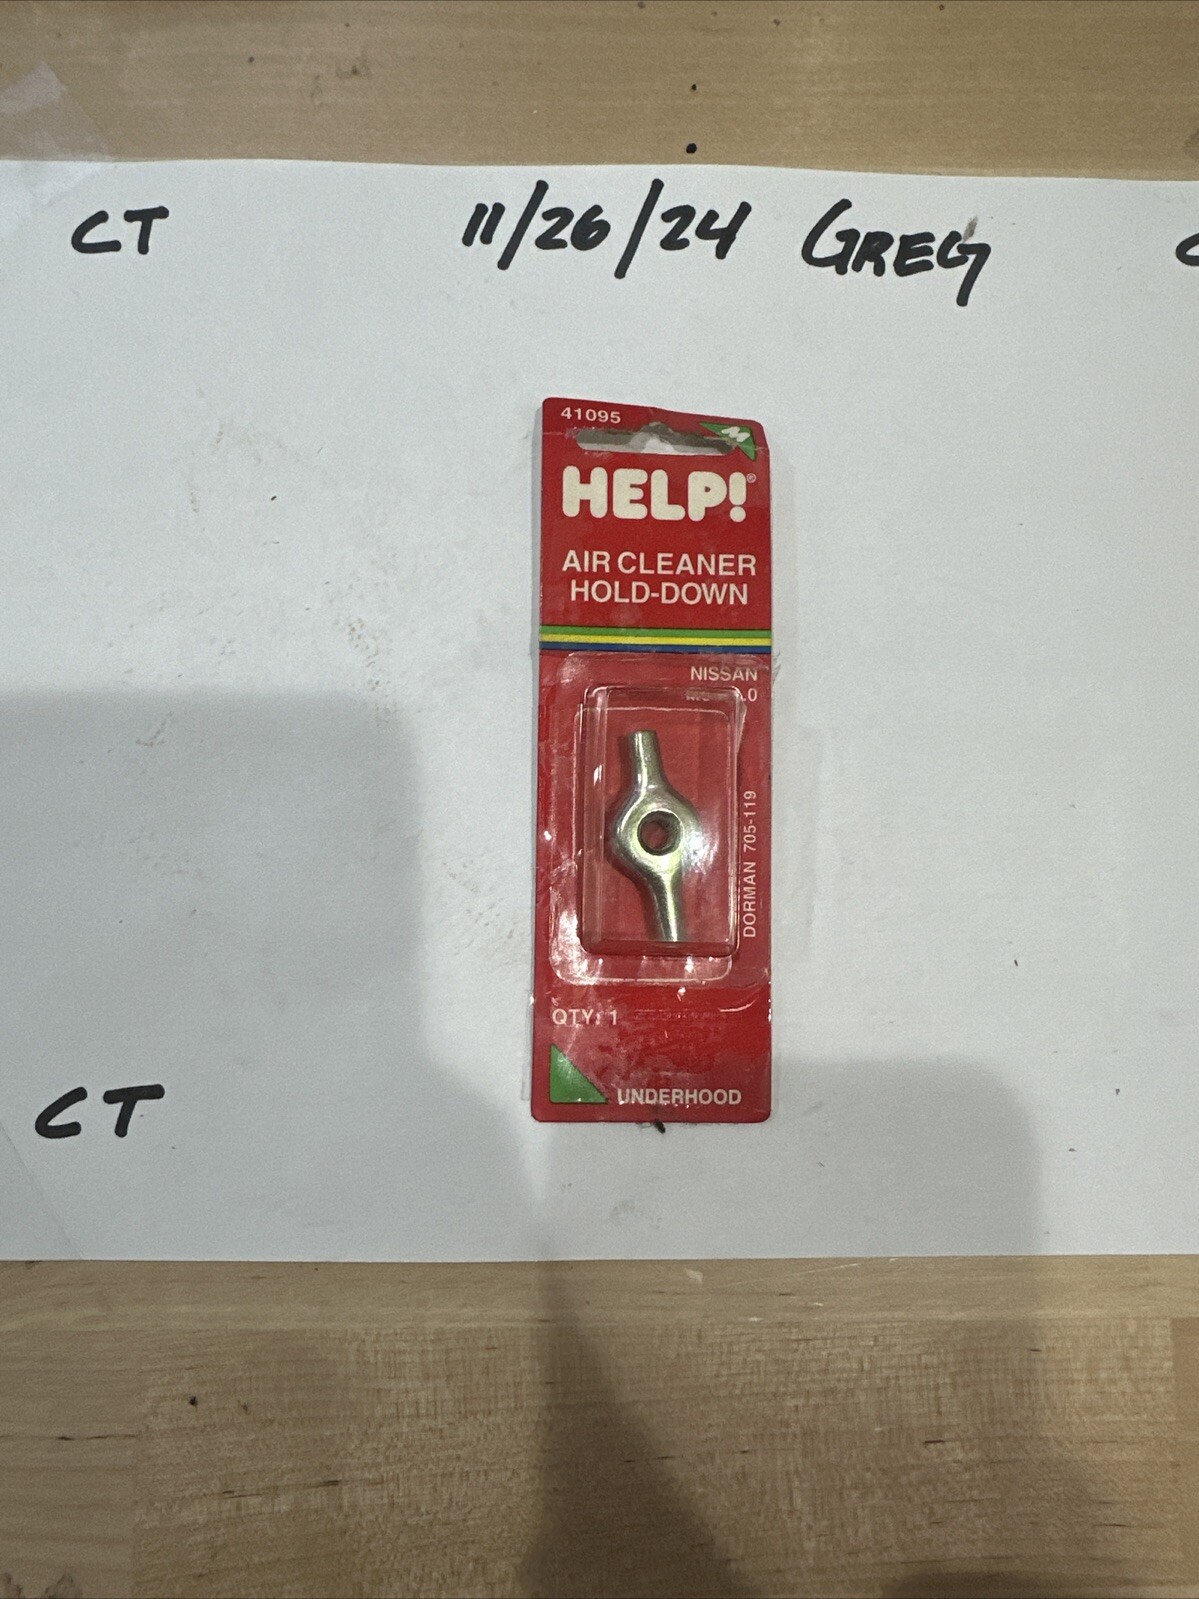 CT 11/26/24 GREG
41095
HELP!®
AIR CLEANER
HOLD-DOWN
NISSAN
DORMAN 705-119
QTY: 1
UNDERHOOD
CT